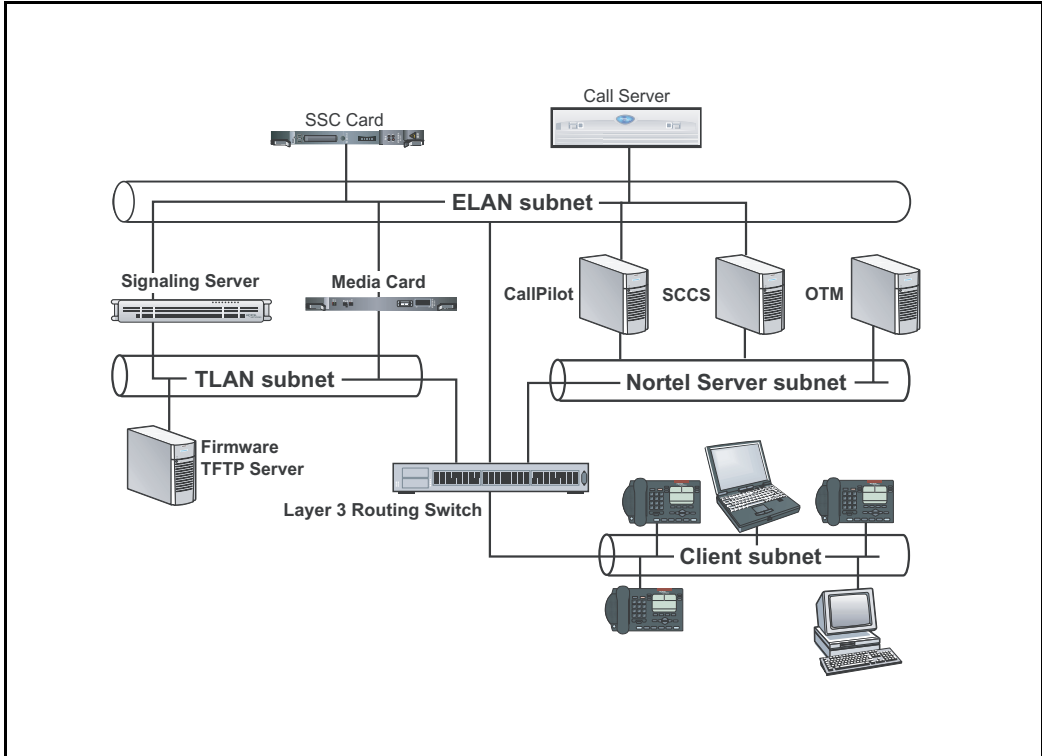 SSC Card
Call Server
ELAN subnet
Signaling Server
Media Card
CallPilot
SCCS
OTM
TLAN subnet
Nortel Server subnet
Firmware
TFTP Server
Layer 3 Routing Switch
Client subnet